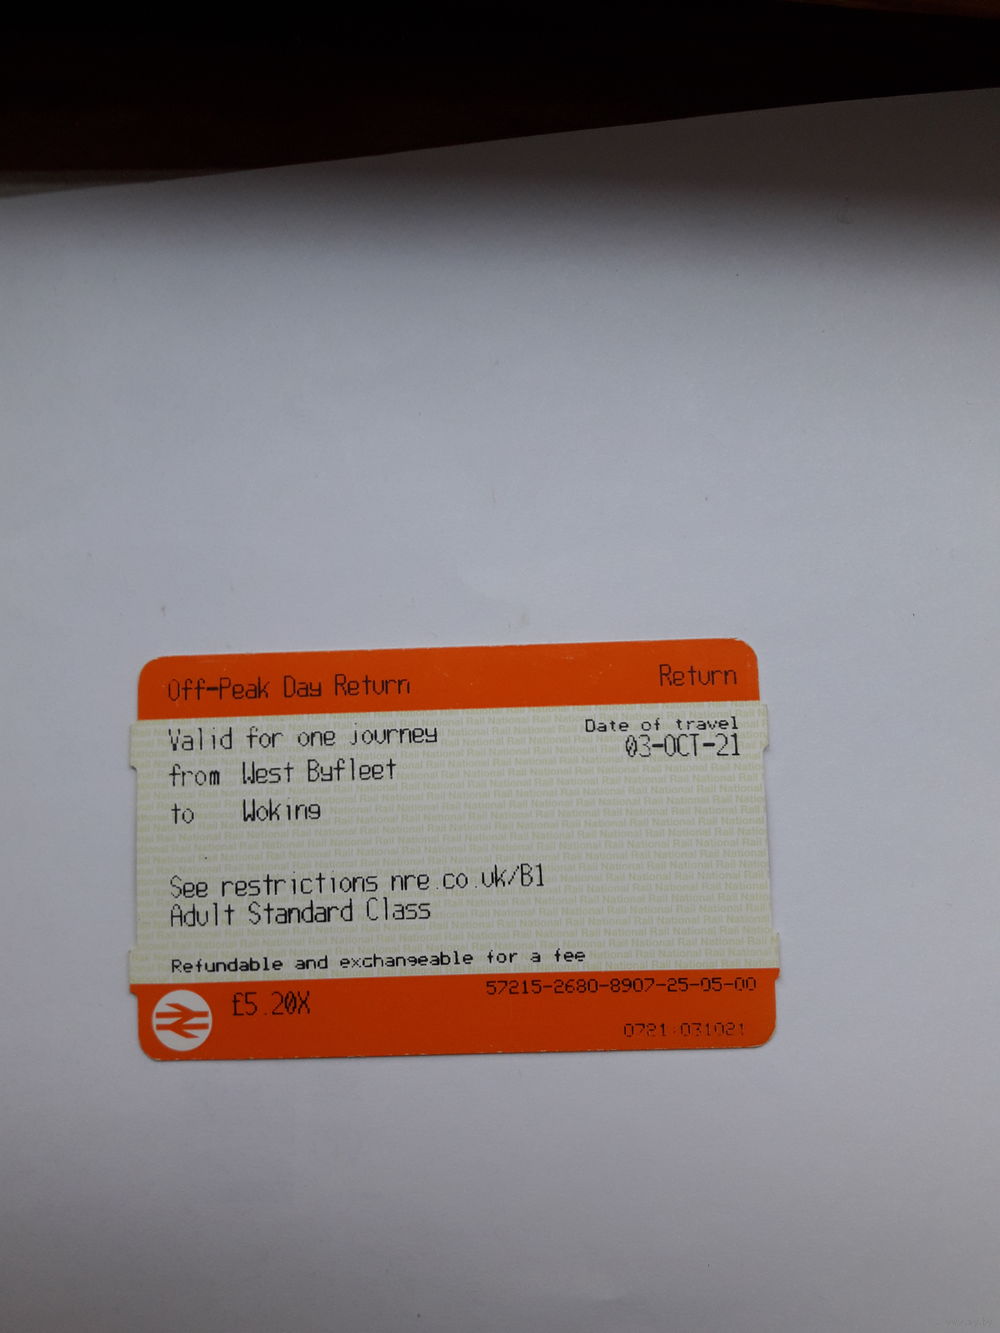 Off-Peak Day Return Return
Valid for one journey
Date of travel
03-OCT-21
from West Byfleet
to Woking
See restrictions nre.co.uk/B1
Adult Standard Class
Refundable and exchangeable for a fee
57215-2680-8907-25-05-00
£5.20X